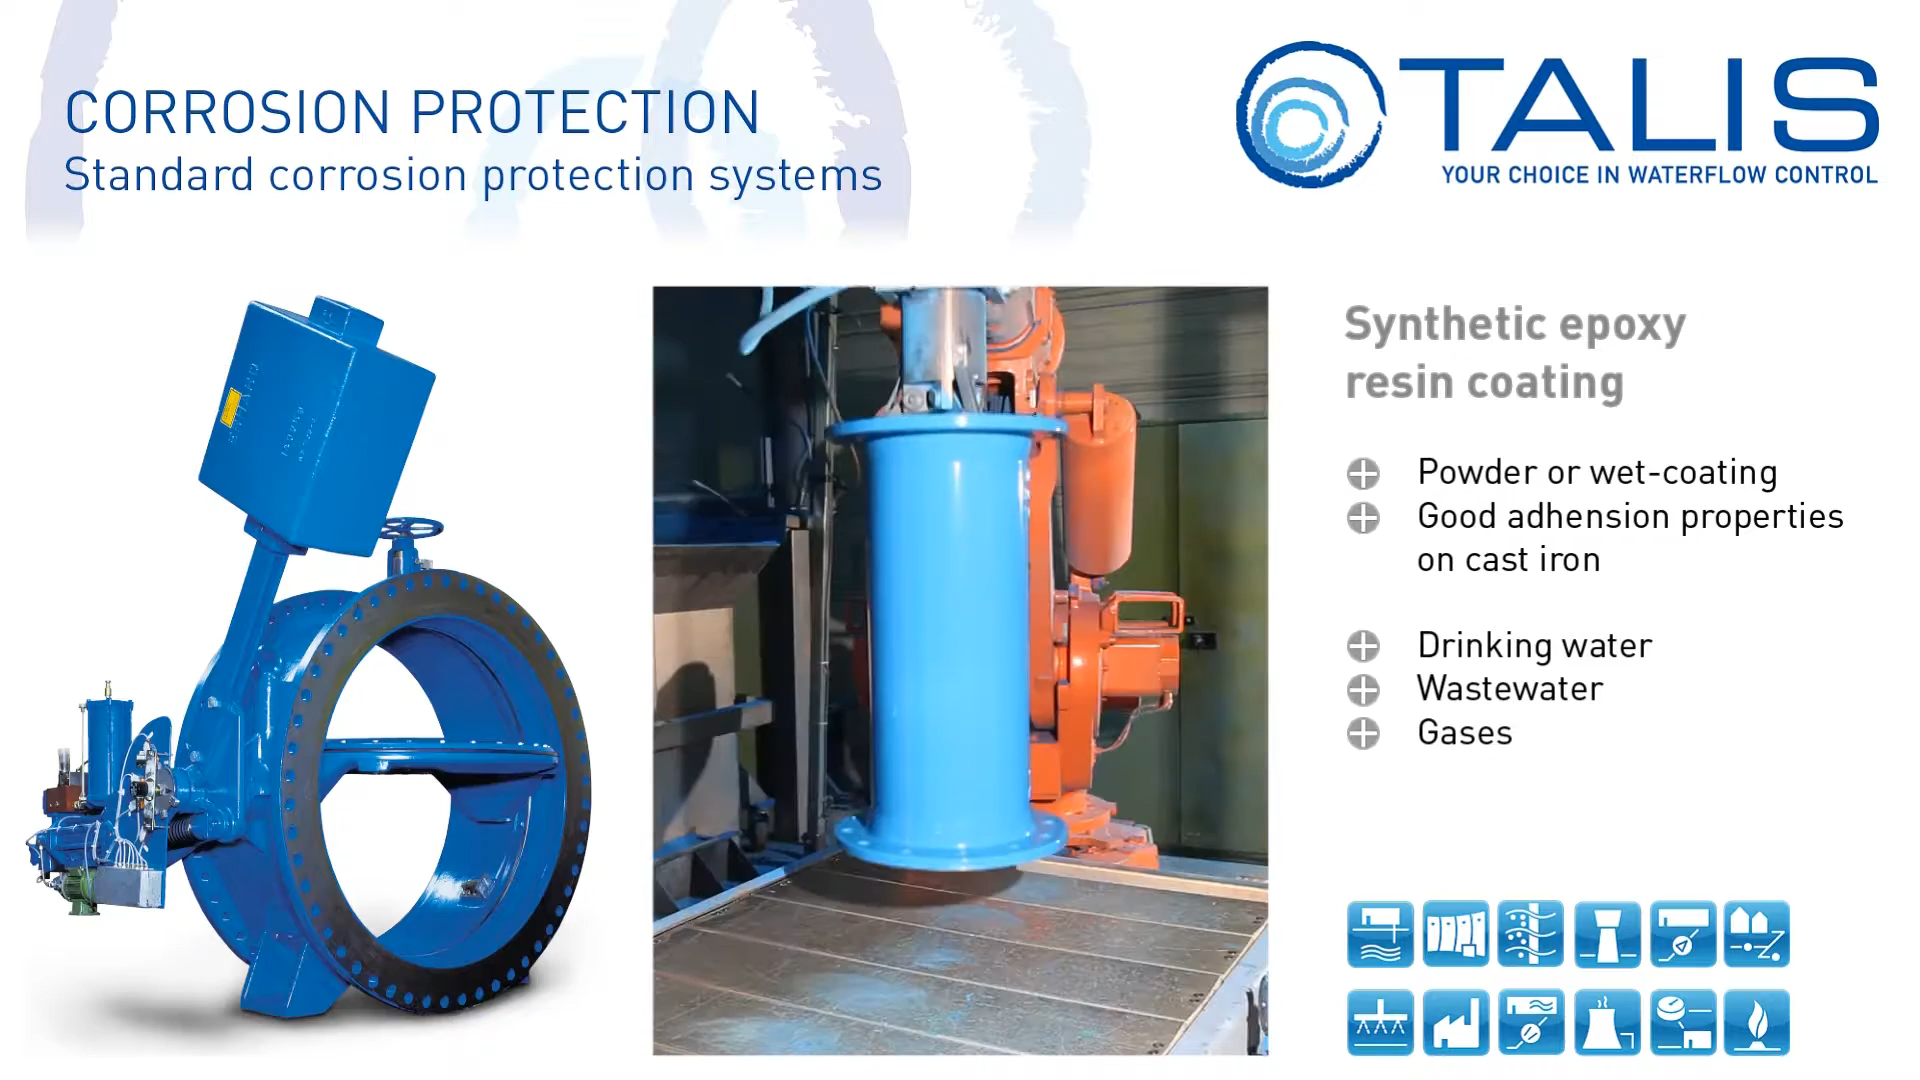 CORROSION PROTECTION
Standard corrosion protection systems
TALIS
YOUR CHOICE IN WATERFLOW CONTROL
Synthetic epoxy
resin coating
Powder or wet-coating
Good adhension properties
on cast iron
Drinking water
Wastewater
Gases